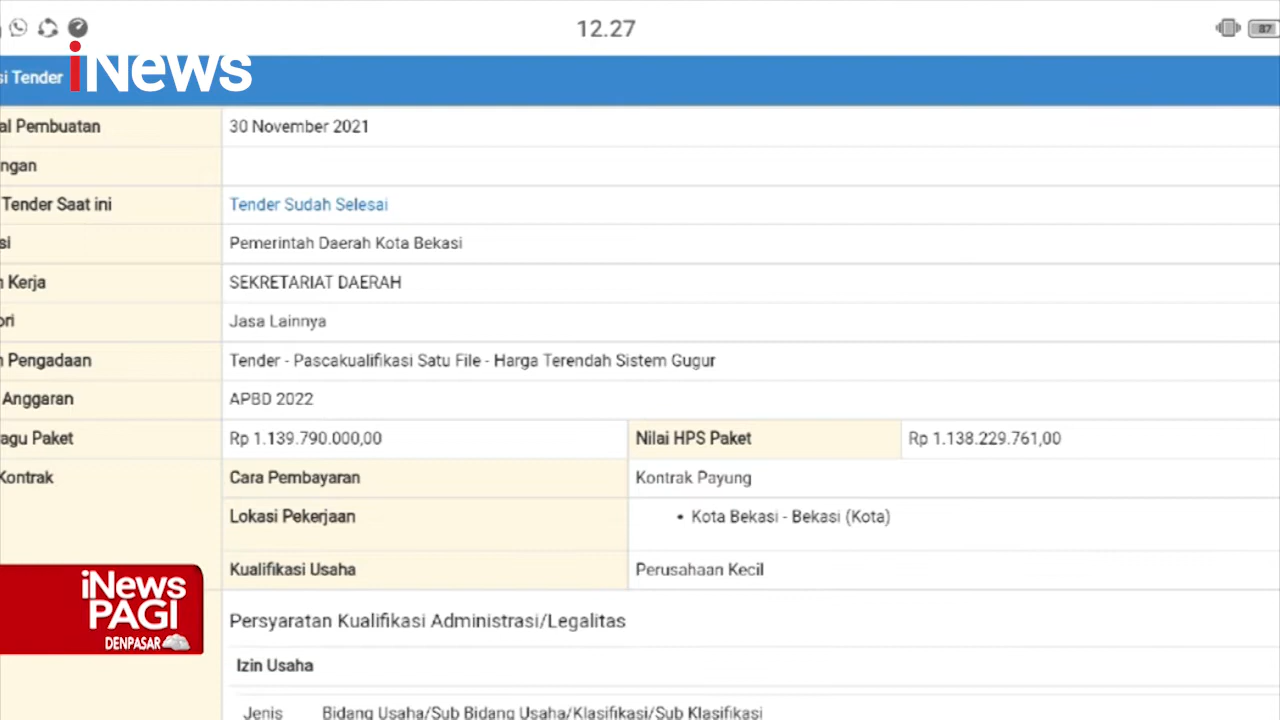 12.27
87
si Tender
iNews
al Pembuatan 30 November 2021
ngan
Tender Saat ini Tender Sudah Selesai
si Pemerintah Daerah Kota Bekasi
n Kerja SEKRETARIAT DAERAH
ori Jasa Lainnya
n Pengadaan Tender - Pascakualifikasi Satu File - Harga Terendah Sistem Gugur
Anggaran APBD 2022
agu Paket Rp 1.139.790.000,00 Nilai HPS Paket Rp 1.138.229.761,00
Kontrak Cara Pembayaran Kontrak Payung
Lokasi Pekerjaan • Kota Bekasi - Bekasi (Kota)
Kualifikasi Usaha Perusahaan Kecil
iNews
PAGI
DENPASAR
Persyaratan Kualifikasi Administrasi/Legalitas
Izin Usaha
Jenis Bidang Usaha/Sub Bidang Usaha/Klasifikasi/Sub Klasifikasi